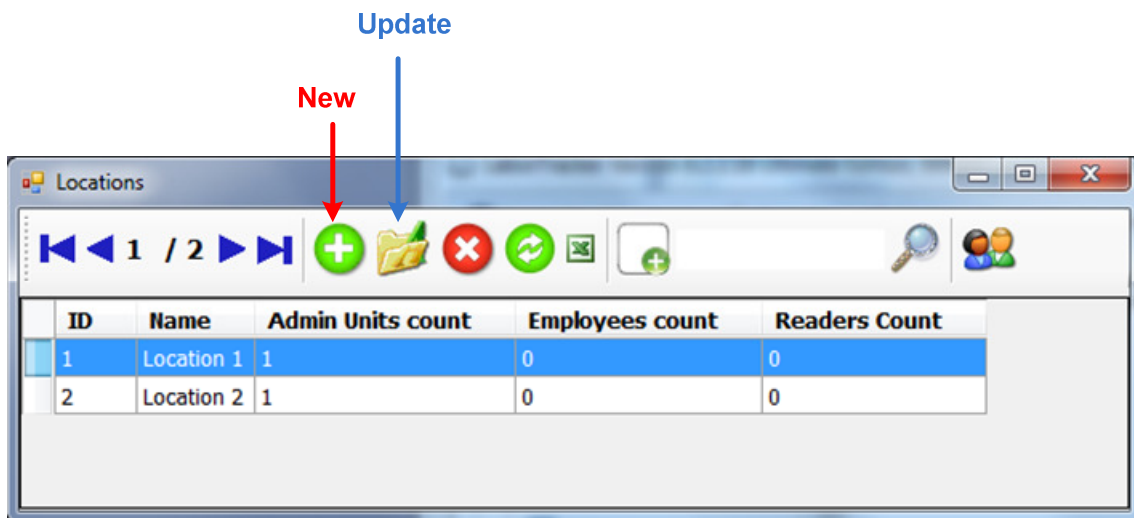 Update
New
Locations
1 / 2
ID Name Admin Units count Employees count Readers Count
1 Location 1 1 0 0
2 Location 2 1 0 0